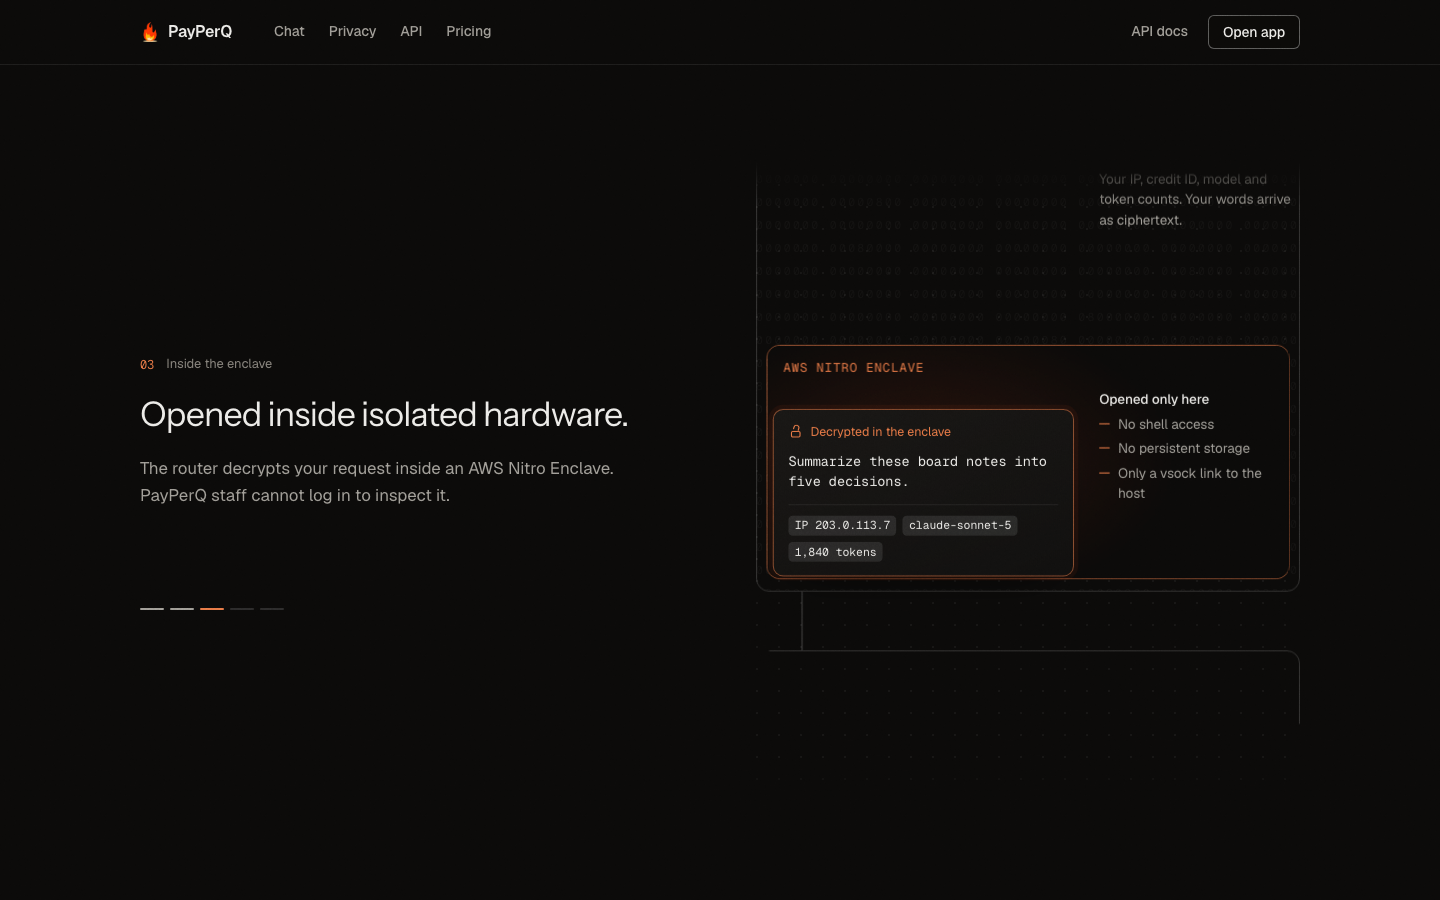 PayPerQ
Chat
Privacy
API
Pricing
API docs
Open app
Your IP, credit ID, model and
token counts. Your words arrive
as ciphertext.
03 Inside the enclave
Opened inside isolated hardware.
The router decrypts your request inside an AWS Nitro Enclave.
PayPerQ staff cannot log in to inspect it.
AWS NITRO ENCLAVE
Decrypted in the enclave
Summarize these board notes into
five decisions.
IP 203.0.113.7
claude-sonnet-5
1,840 tokens
Opened only here
No shell access
No persistent storage
Only a vsock link to the
host